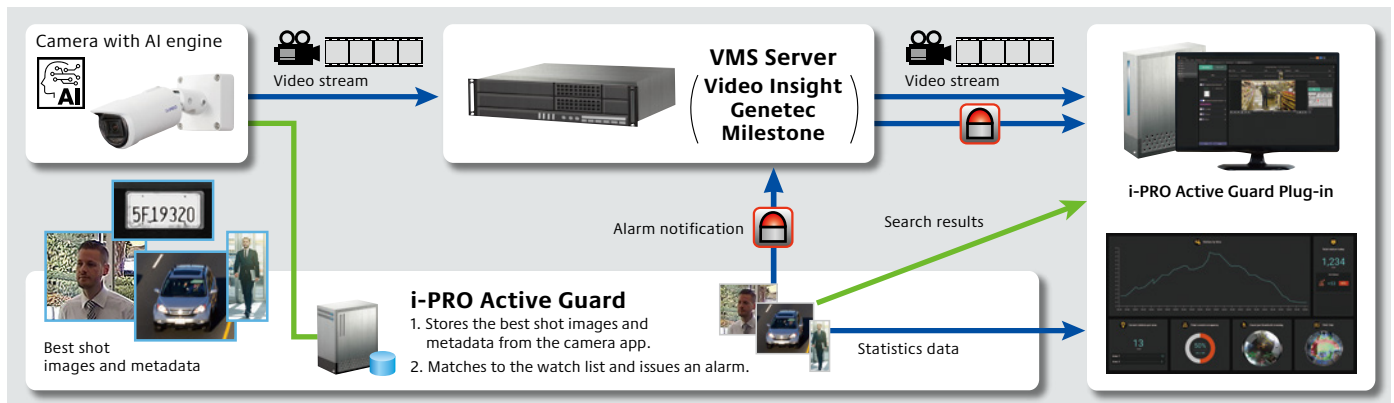 Camera with AI engine
AI
Video stream
VMS Server
Video Insight
Genetec
Milestone
Video stream
i-PRO Active Guard Plug-in
5F19320
Alarm notification
Search results
i-PRO Active Guard
1. Stores the best shot images and
metadata from the camera app.
2. Matches to the watch list and issues an alarm.
Best shot
images and metadata
Statistics data
1,234
13
50%